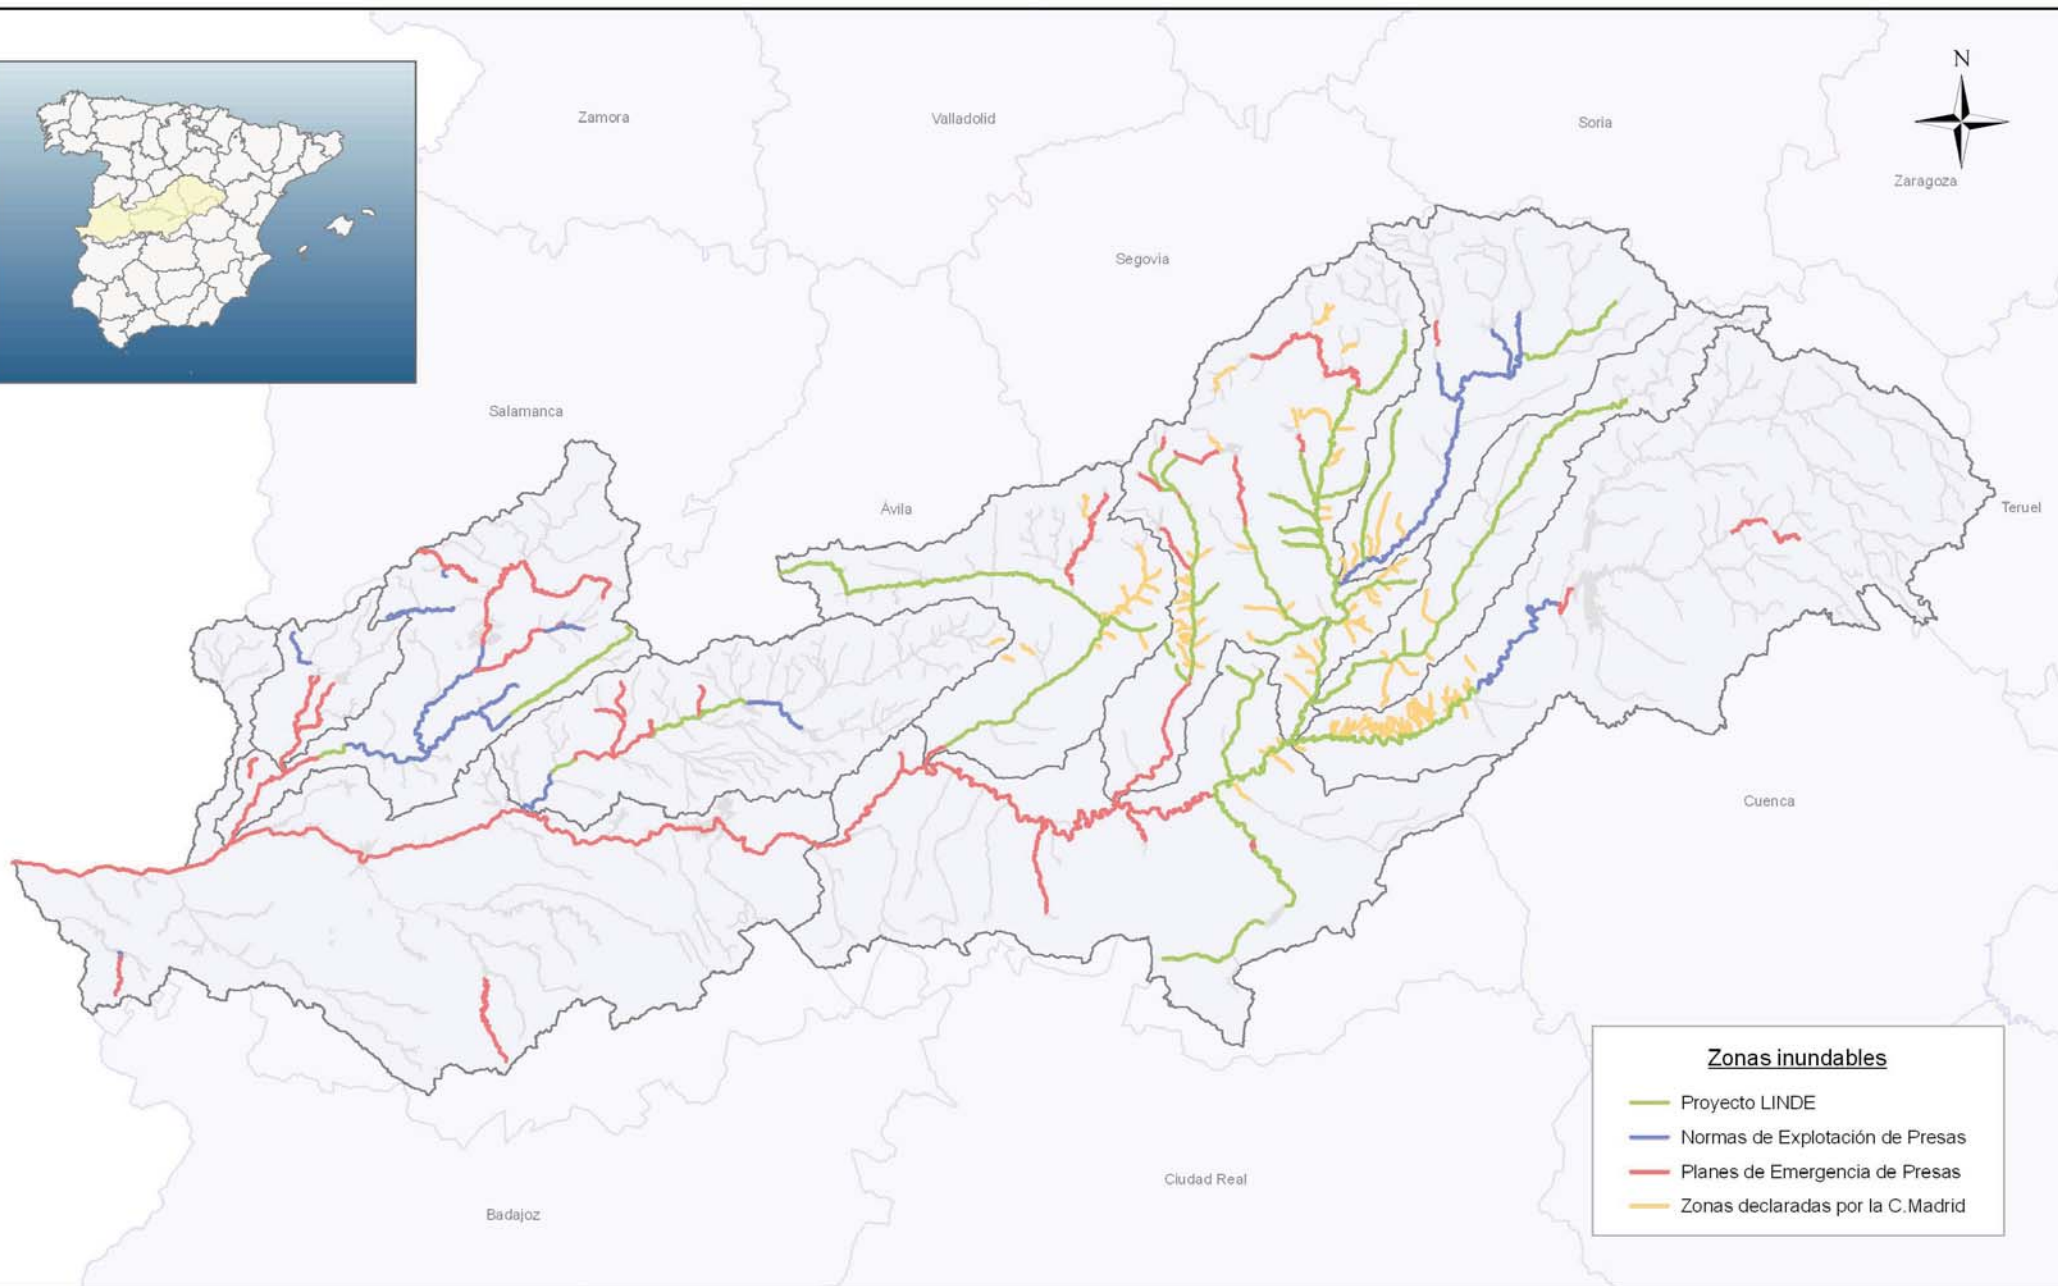 N
Zamora
Valladolid
Soria
Zaragoza
Segovia
Salamanca
Ávila
Teruel
Cuenca
Ciudad Real
Badajoz
Zonas inundables
Proyecto LINDE
Normas de Explotación de Presas
Planes de Emergencia de Presas
Zonas declaradas por la C.Madrid